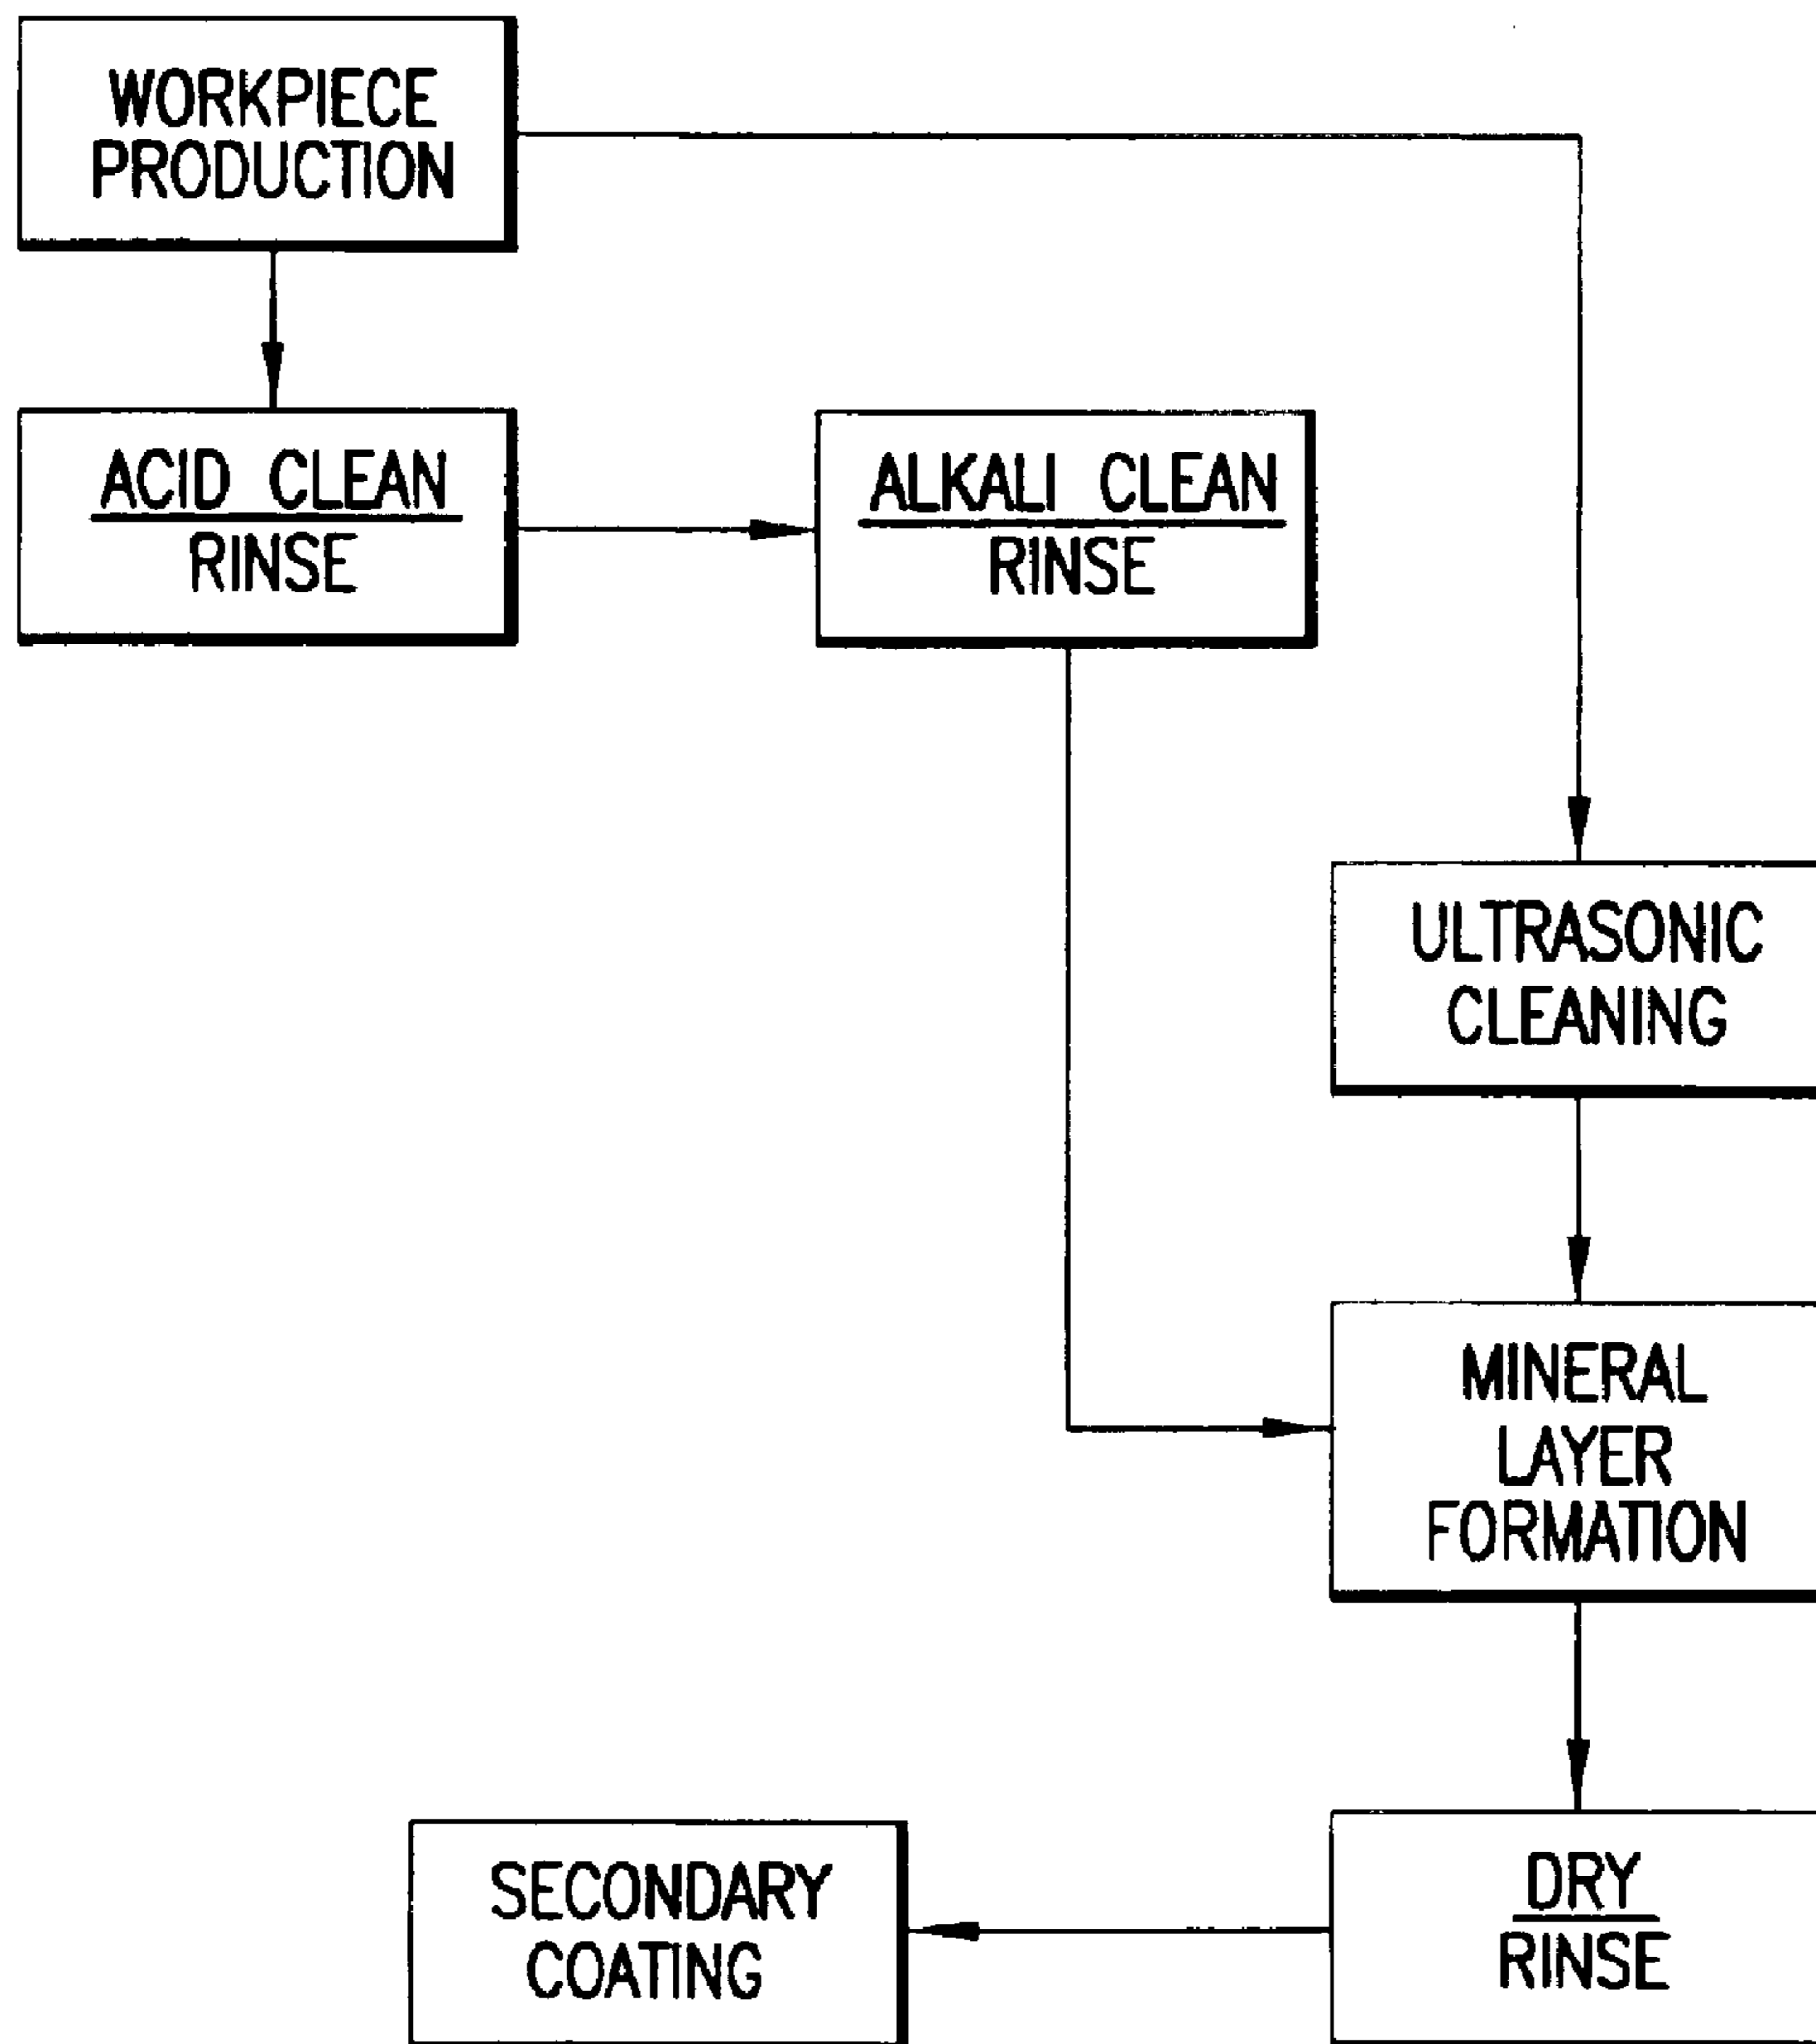 WORKPIECE
PRODUCTION
ACID CLEAN
RINSE
ALKALI CLEAN
RINSE
ULTRASONIC
CLEANING
MINERAL
LAYER
FORMATION
DRY
RINSE
SECONDARY
COATING